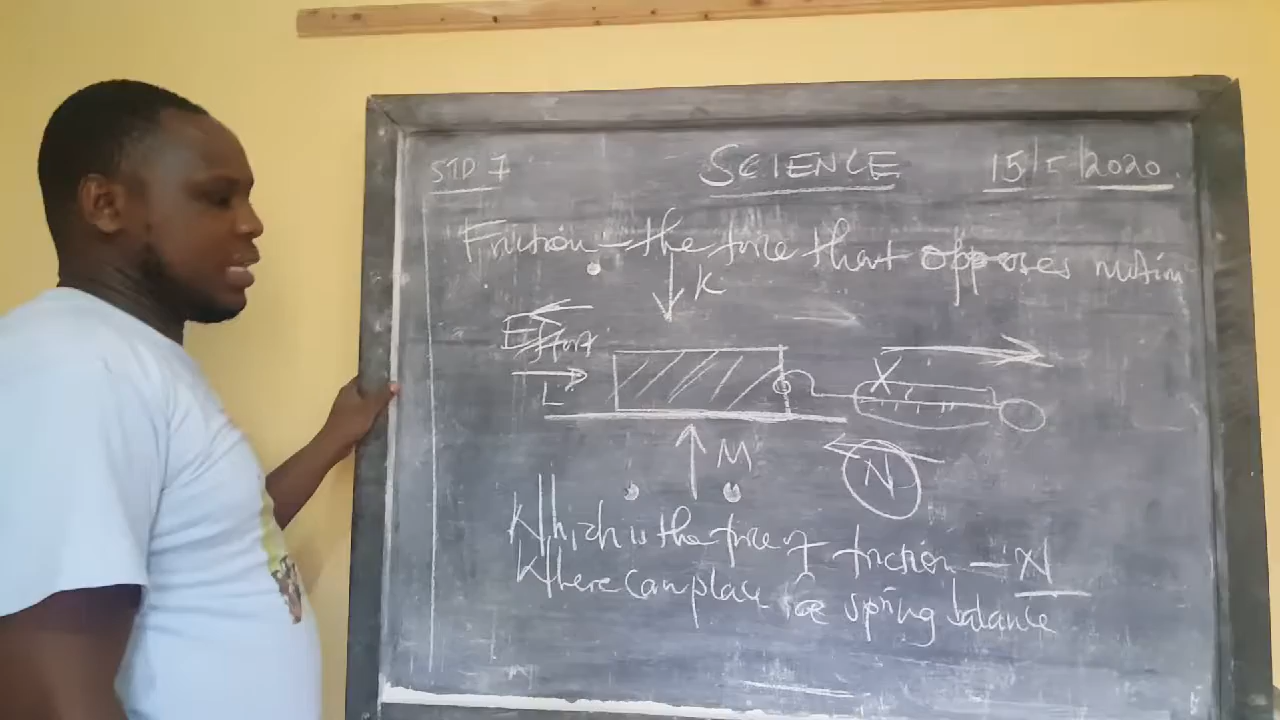 STD 7 SCIENCE 15/5/2020.
Friction - the force that opposes motion
K
Effort
L
X
M
N
Which is the force of friction - N
Where can place the spring balance